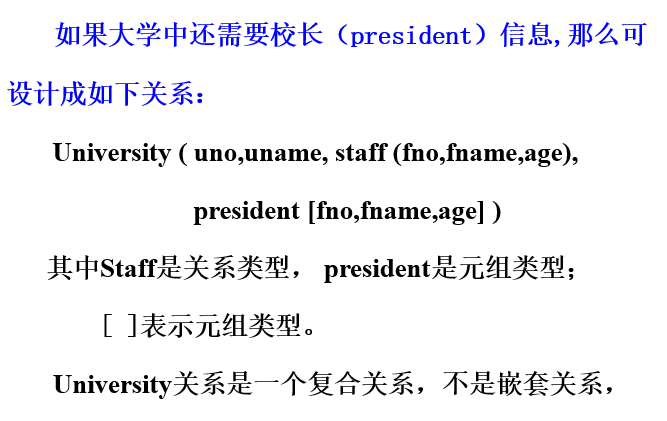 如果大学中还需要校长（president）信息,那么可
设计成如下关系：
University ( uno,uname, staff (fno,fname,age),
president [fno,fname,age] )
其中Staff是关系类型， president是元组类型；
[ ]表示元组类型。
University关系是一个复合关系，不是嵌套关系，